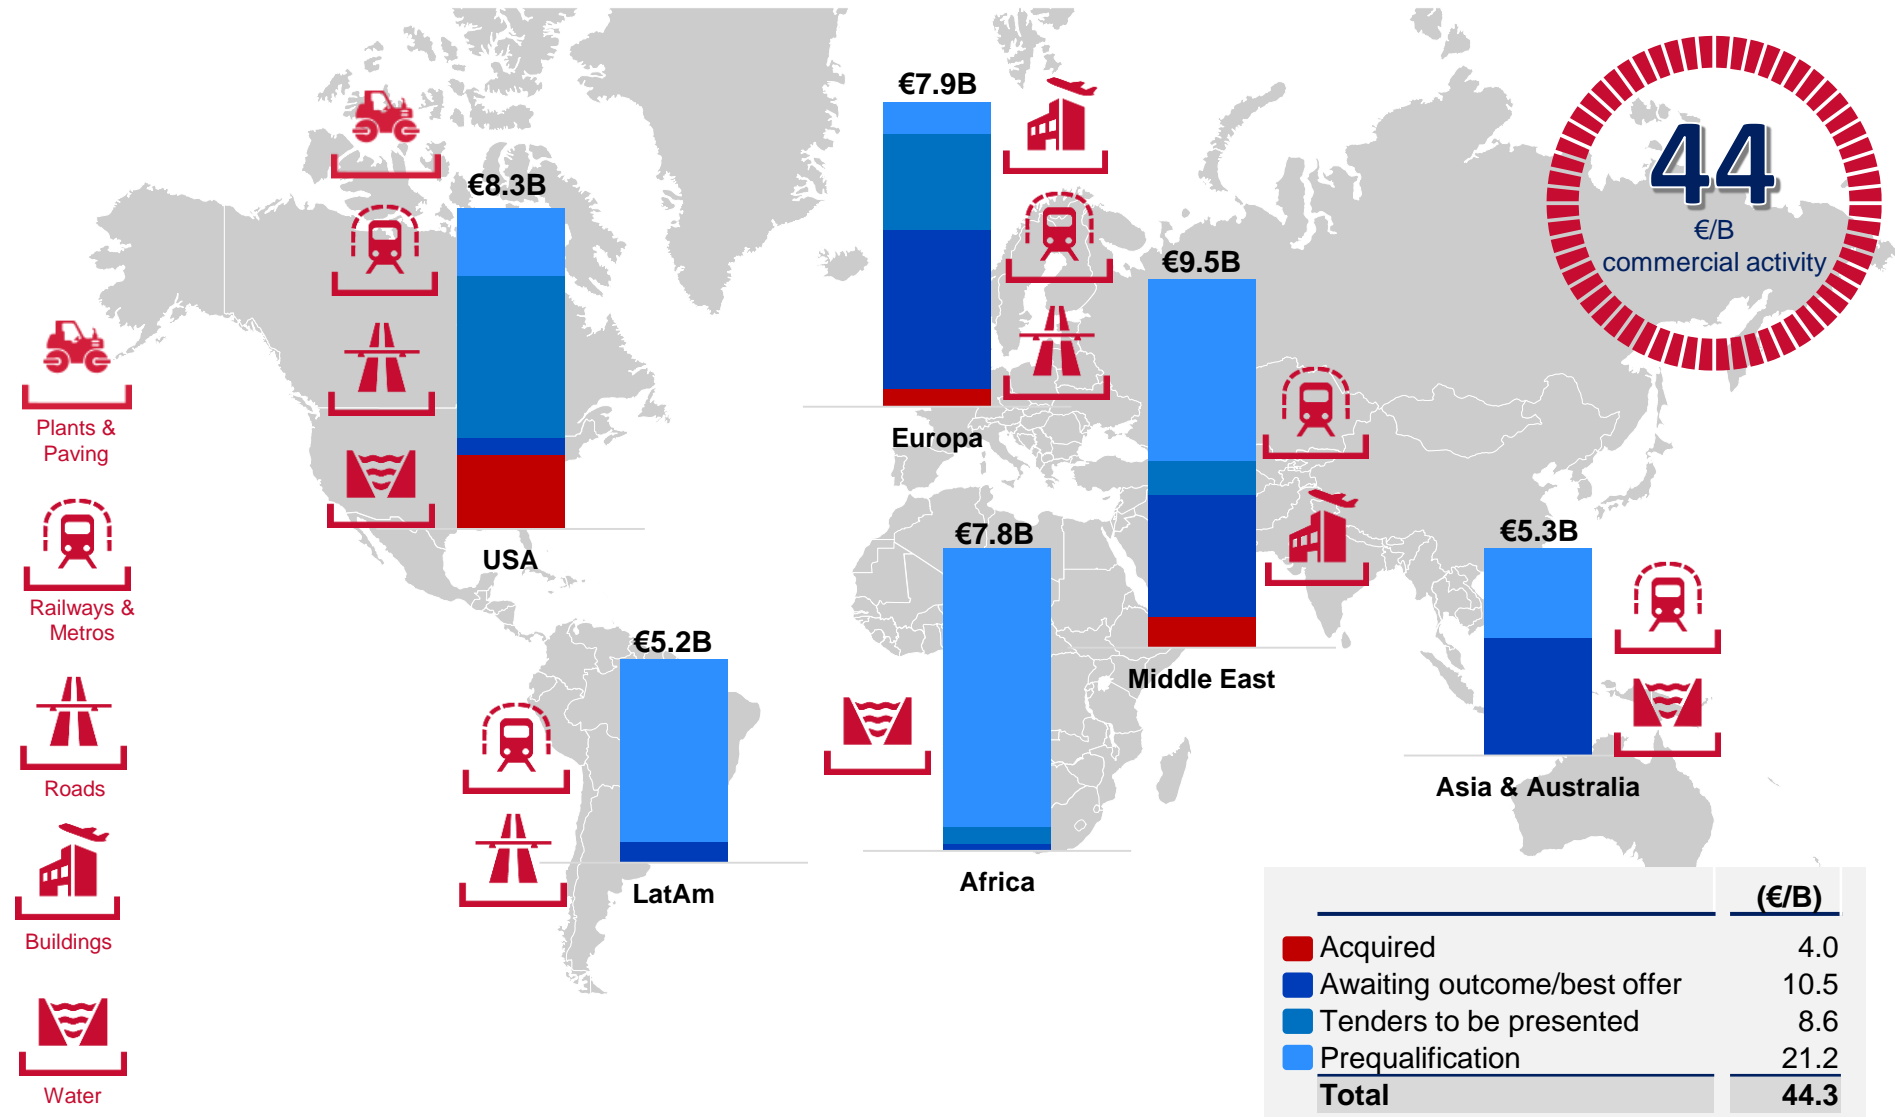 €7.9B
44
€/B
commercial activity
€8.3B
€9.5B
Plants &
Paving
Europa
€7.8B
€5.3B
USA
Railways &
Metros
€5.2B
Middle East
Roads
Asia & Australia
Africa
LatAm
Buildings
Water
(€/B)
Acquired 4.0
Awaiting outcome/best offer 10.5
Tenders to be presented 8.6
Prequalification 21.2
Total 44.3